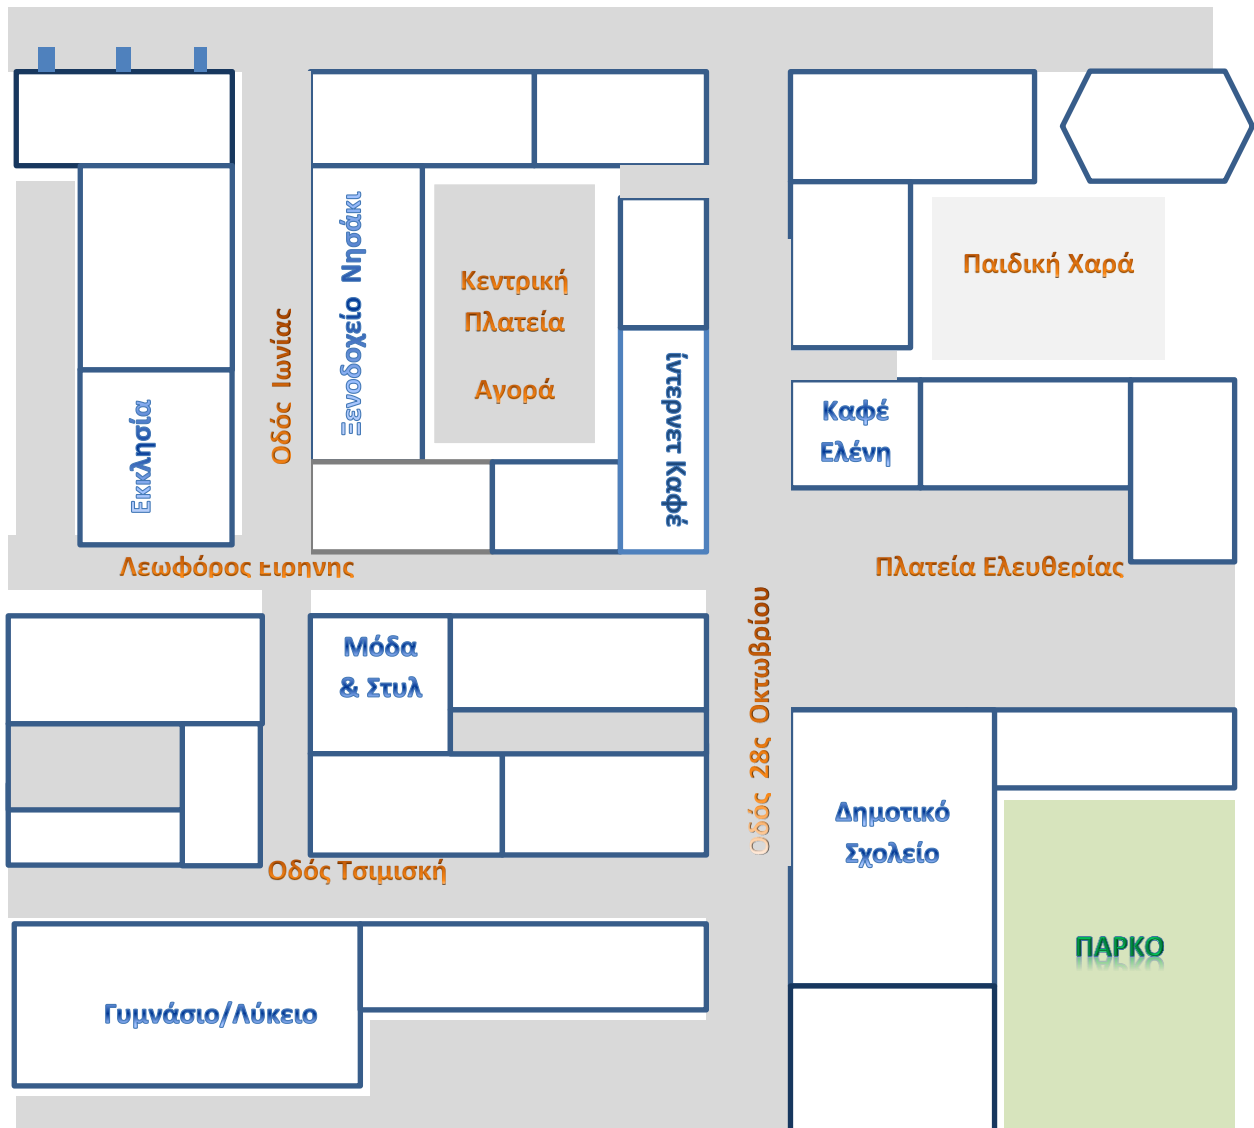 Ξενοδοχείο Νησάκι
Κεντρική
Πλατεία
Αγορά
Παιδική Χαρά
Οδός Ιωνίας
Εκκλησία
ίντερνετ Καφέ
Καφέ
Ελένη
Λεωφόρος Ειρήνης
Πλατεία Ελευθερίας
Μόδα
& Στυλ
Οδός 28ς Οκτωβρίου
Δημοτικό
Σχολείο
Οδός Τσιμισκή
ΠΑΡΚΟ
Γυμνάσιο/Λύκειο